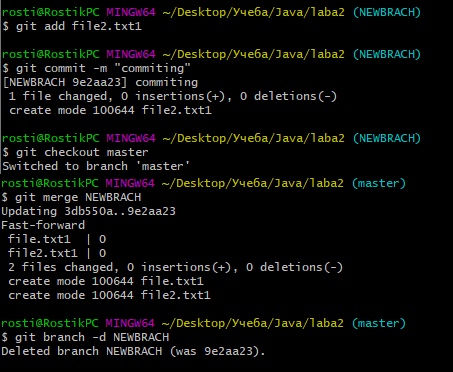 rosti@RostikPC MINGW64 ~/Desktop/Учеба/Java/laba2 (NEWBRACH)
$ git add file2.txt1
rosti@RostikPC MINGW64 ~/Desktop/Учеба/Java/laba2 (NEWBRACH)
$ git commit -m "commiting"
[NEWBRACH 9e2aa23] commiting
1 file changed, 0 insertions(+), 0 deletions(-)
create mode 100644 file2.txt1
rosti@RostikPC MINGW64 ~/Desktop/Учеба/Java/laba2 (NEWBRACH)
$ git checkout master
Switched to branch 'master'
rosti@RostikPC MINGW64 ~/Desktop/Учеба/Java/laba2 (master)
$ git merge NEWBRACH
Updating 3db550a..9e2aa23
Fast-forward
file.txt1  | 0
file2.txt1 | 0
2 files changed, 0 insertions(+), 0 deletions(-)
create mode 100644 file.txt1
create mode 100644 file2.txt1
rosti@RostikPC MINGW64 ~/Desktop/Учеба/Java/laba2 (master)
$ git branch -d NEWBRACH
Deleted branch NEWBRACH (was 9e2aa23).